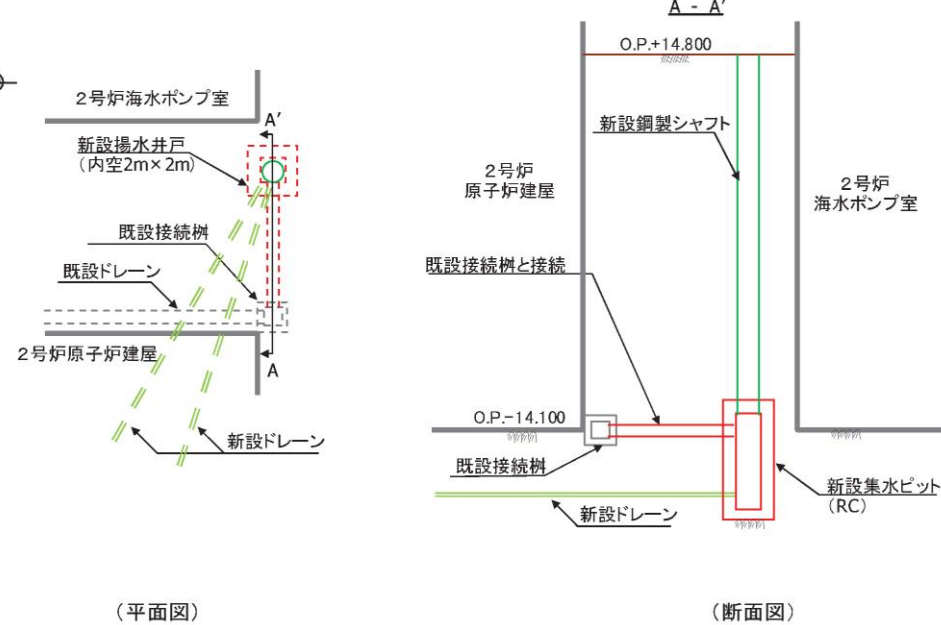 2号炉海水ポンプ室
A'
新設揚水井戸
(内空2m×2m)
既設接続桝
既設ドレーン
2号炉原子炉建屋
A
新設ドレーン
(平面図)
A - A'
O.P.+14.800
新設鋼製シャフト
2号炉
原子炉建屋
2号炉
海水ポンプ室
既設接続桝と接続
O.P.−14.100
既設接続桝
新設ドレーン
新設集水ピット
(RC)
(断面図)